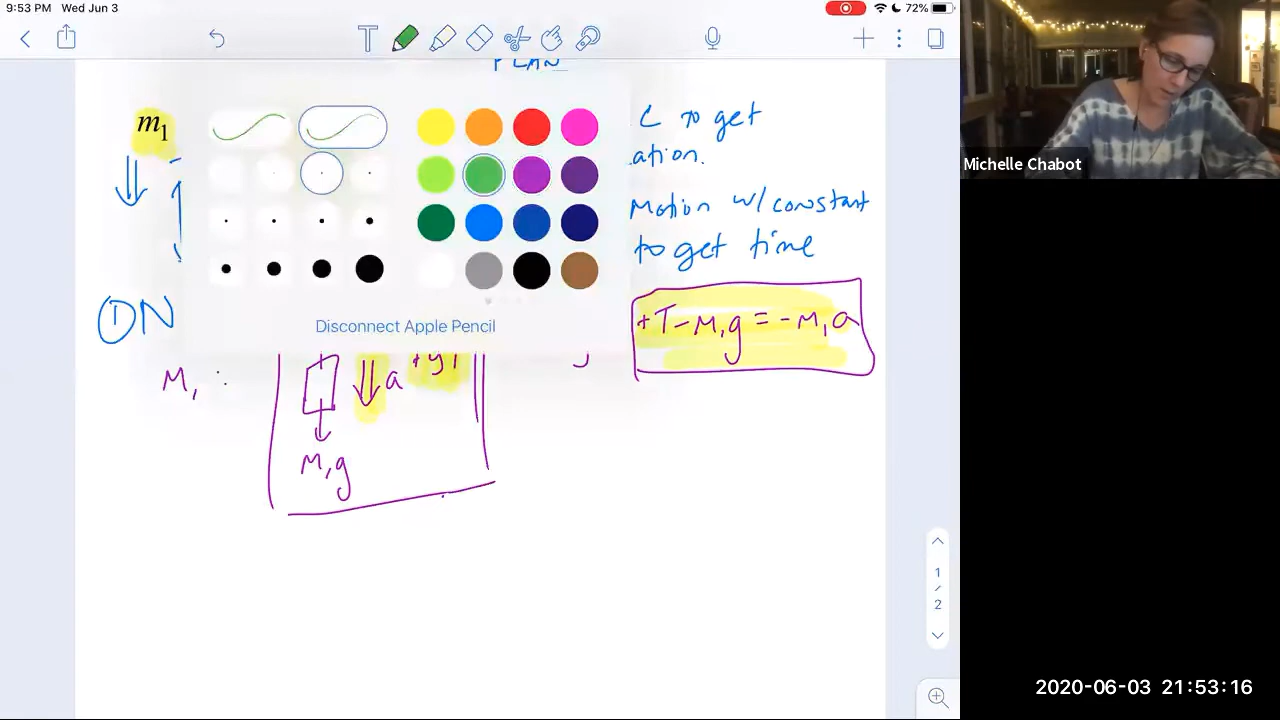 9:53 PM Wed Jun 3
72%
T
PLAN
m1
C to get
ation.
Motion w/constant
to get time
Disconnect Apple Pencil
① N
+T - M1g = -M1a
M1 :
a
+y
M1g
1
2
Michelle Chabot
2020-06-03 21:53:16